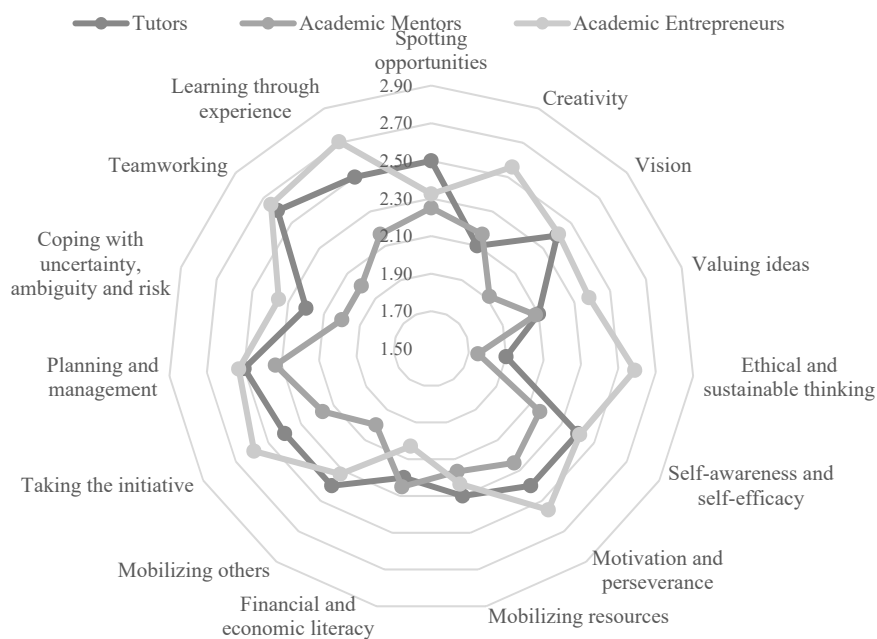 Tutors
Academic Mentors
Academic Entrepreneurs
Spotting
opportunities
Creativity
Vision
Valuing ideas
Ethical and
sustainable thinking
Self-awareness and
self-efficacy
Motivation and
perseverance
Mobilizing resources
Financial and
economic literacy
Mobilizing others
Taking the initiative
Planning and
management
Coping with
uncertainty,
ambiguity and risk
Teamworking
Learning through
experience
2.90
2.70
2.50
2.30
2.10
1.90
1.70
1.50